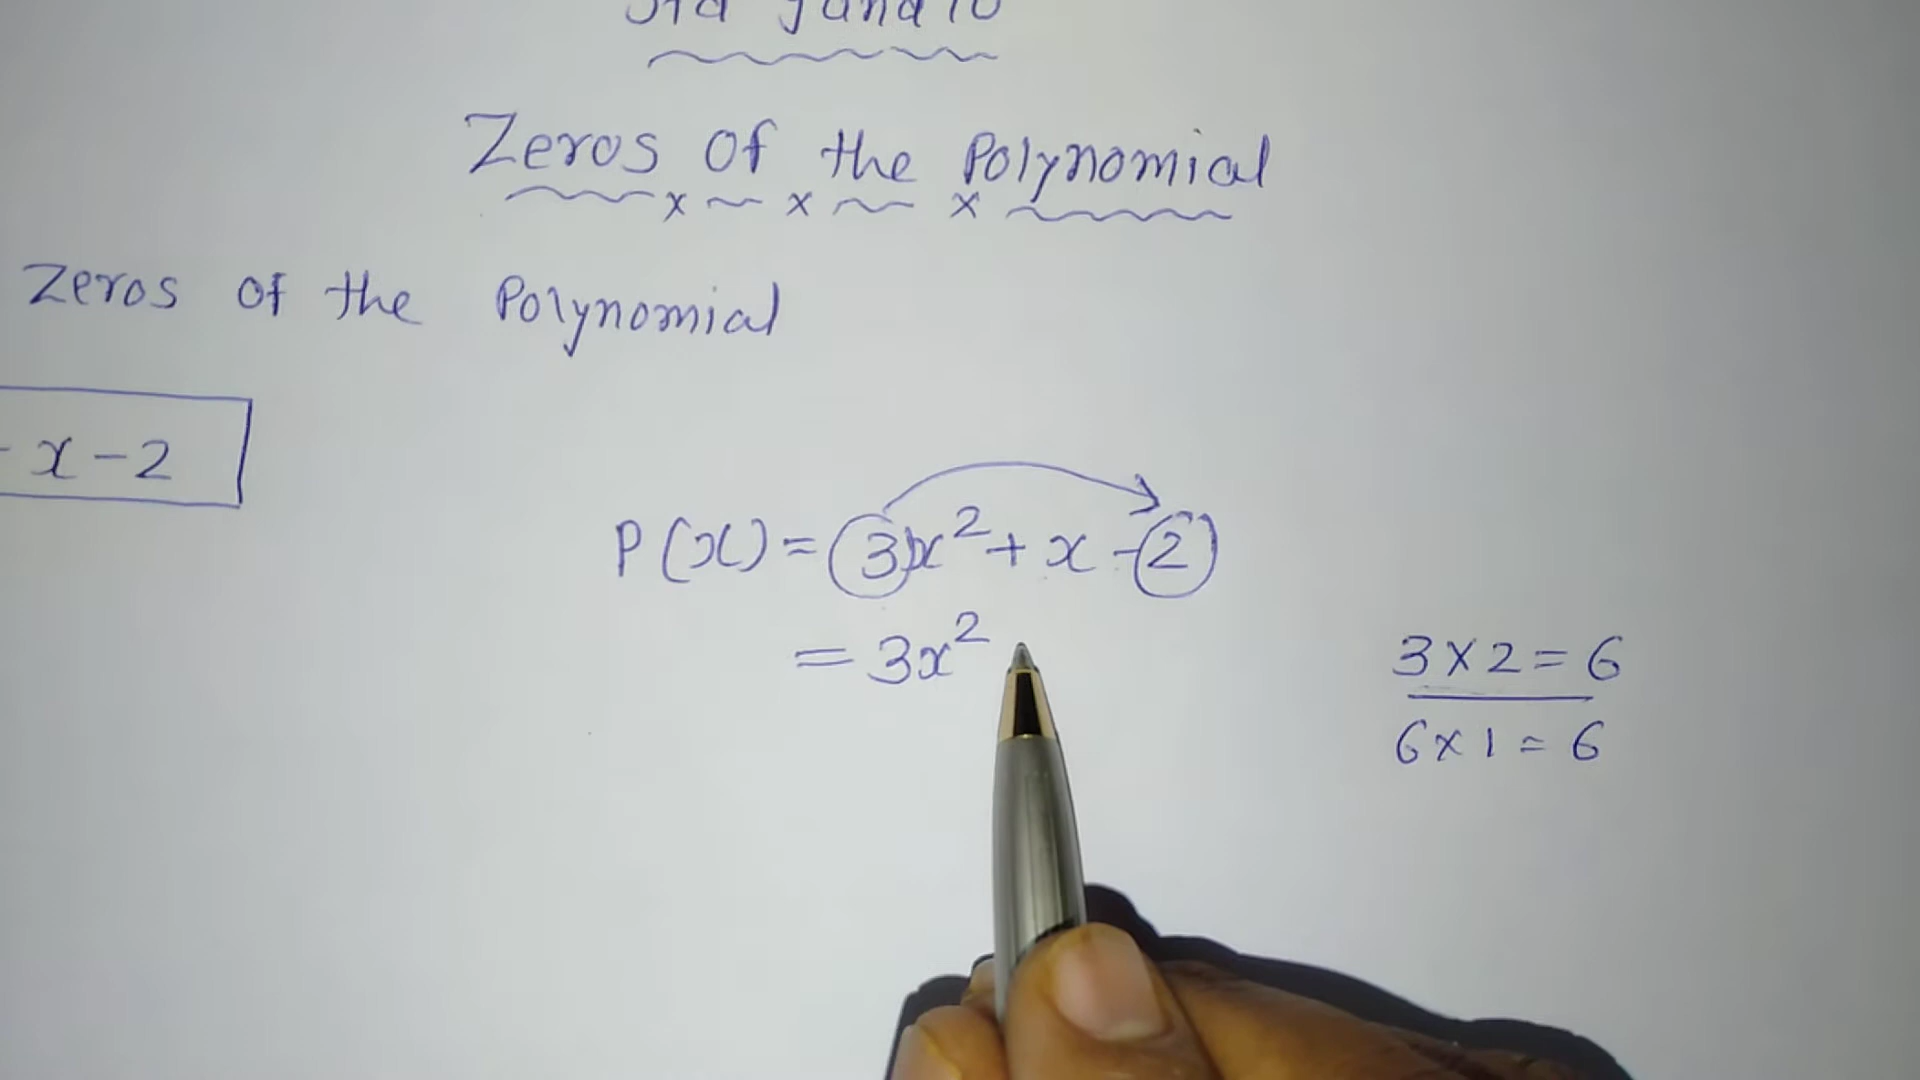 Zeros of the Polynomial
Zeros of the Polynomial
x - 2
P(x) = 3x² + x - 2
= 3x²
3 x 2 = 6
6 x 1 = 6